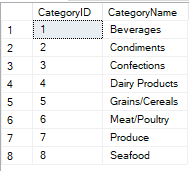 CategoryID CategoryName
1 1 Beverages
2 2 Condiments
3 3 Confections
4 4 Dairy Products
5 5 Grains/Cereals
6 6 Meat/Poultry
7 7 Produce
8 8 Seafood